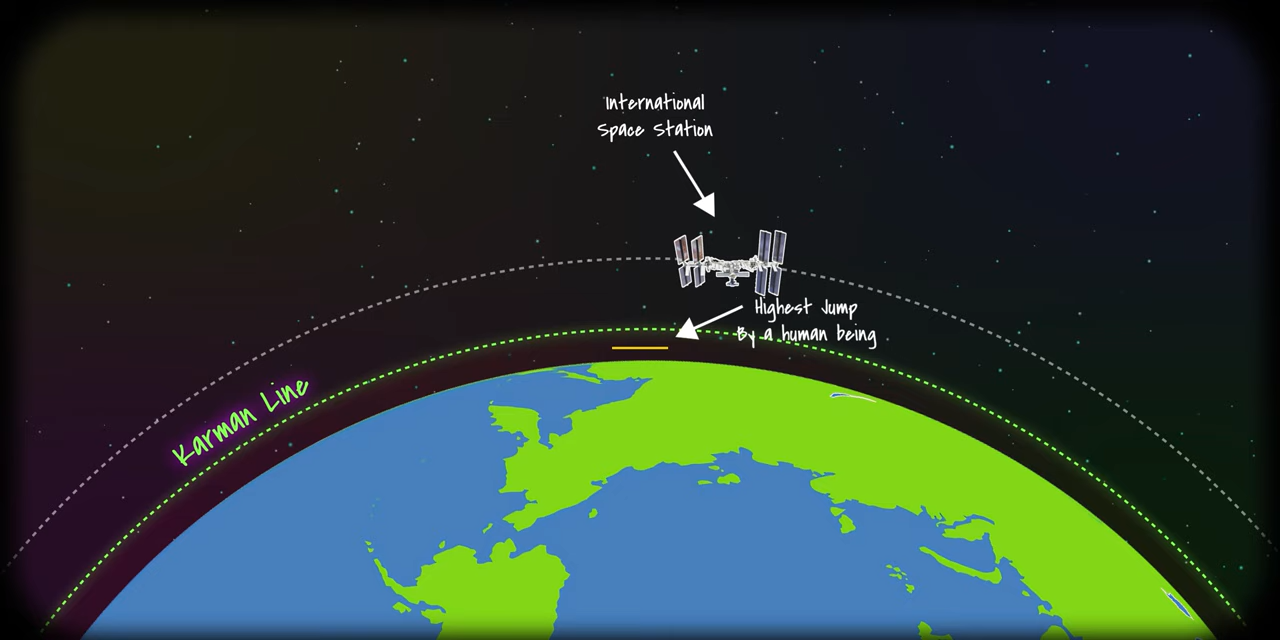 International
Space Station
Highest Jump
By a human being
Karman Line